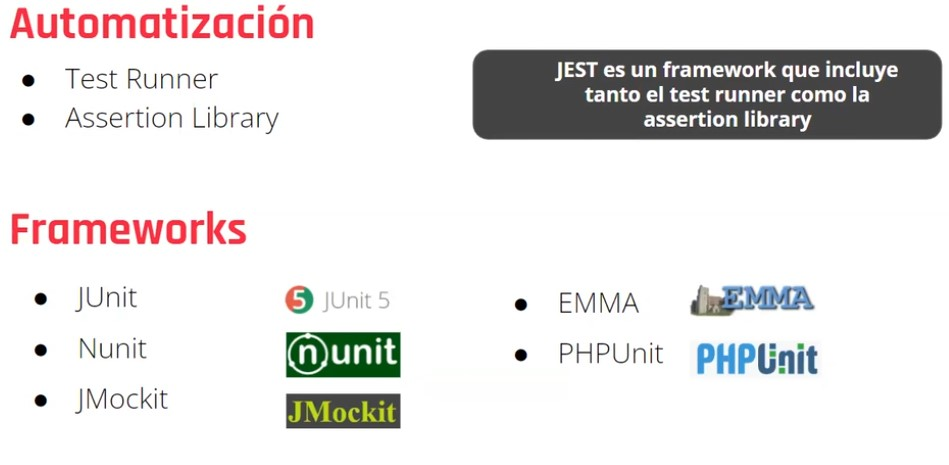 Automatización
● Test Runner
● Assertion Library
JEST es un framework que incluye
tanto el test runner como la
assertion library
Frameworks
● JUnit
● Nunit
● JMockit
5 JUnit 5
nunit
JMockit
● EMMA
● PHPUnit
EMMA
PHPUnit